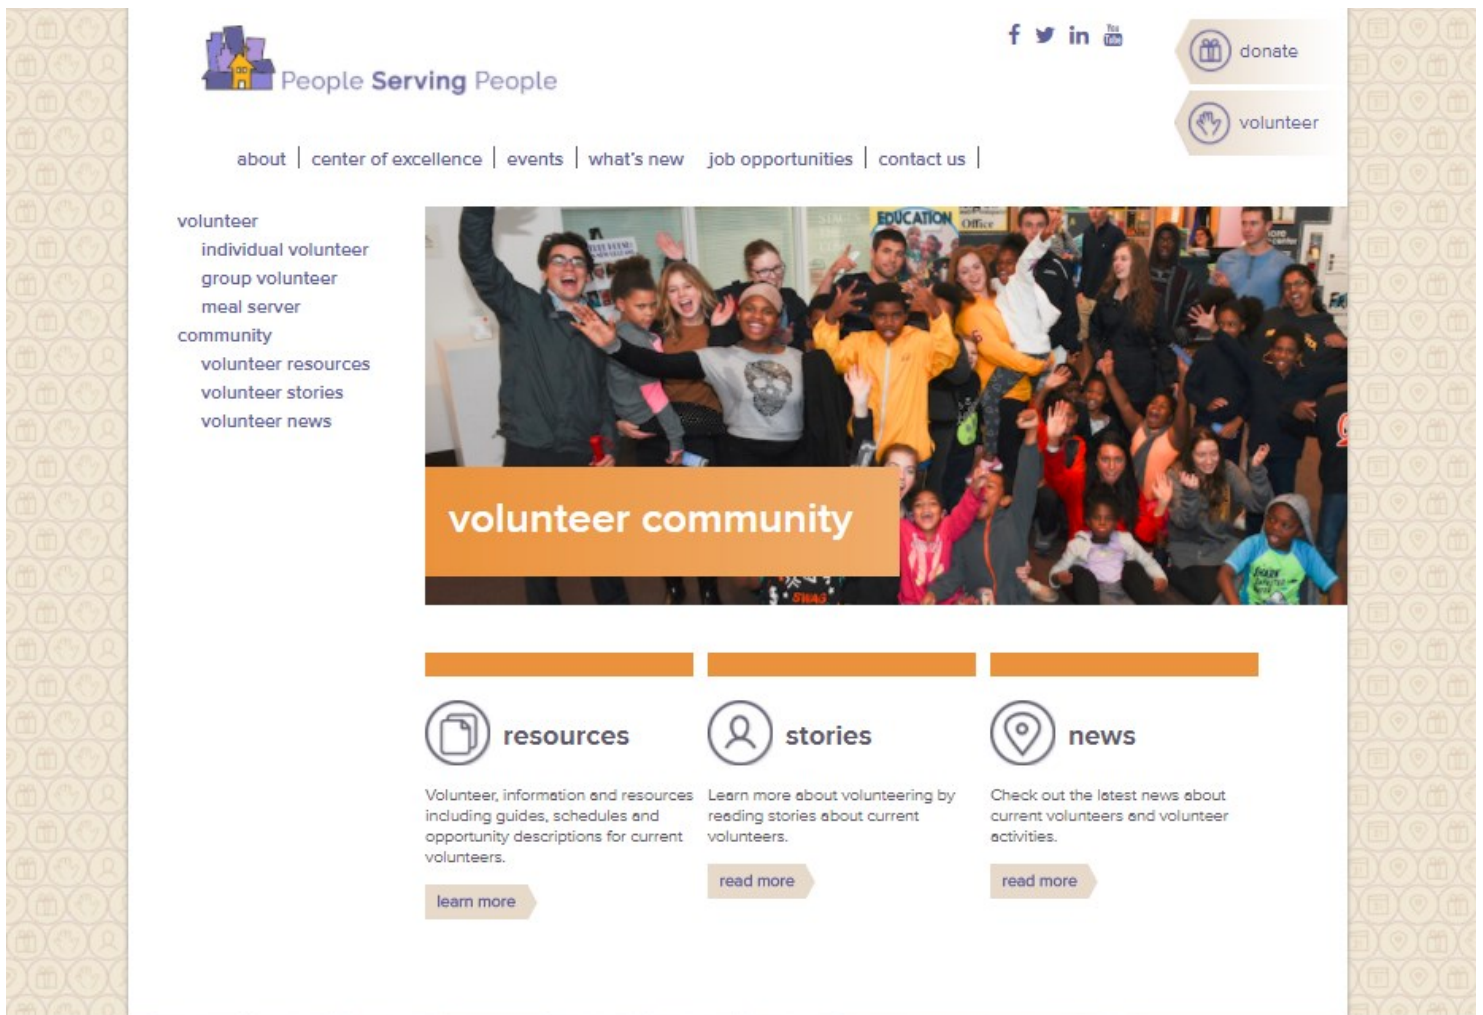 People Serving People
You
Tube
donate
volunteer
about | center of excellence | events | what's new job opportunities | contact us |
volunteer
individual volunteer
group volunteer
meal server
community
volunteer resources
volunteer stories
volunteer news
EDUCATION
Office
volunteer community
SWAG
resources
Volunteer, information and resources
including guides, schedules and
opportunity descriptions for current
volunteers.
learn more
stories
Learn more about volunteering by
reading stories about current
volunteers.
read more
news
Check out the latest news about
current volunteers and volunteer
activities.
read more